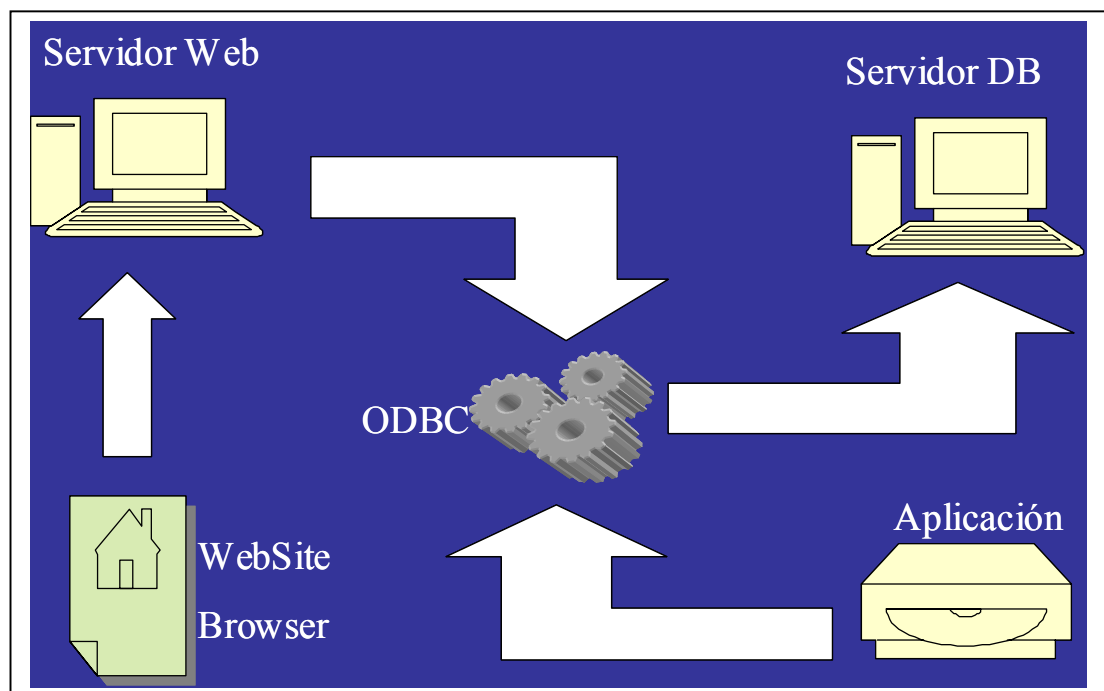 Servidor Web
Servidor DB
ODBC
Aplicación
WebSite
Browser